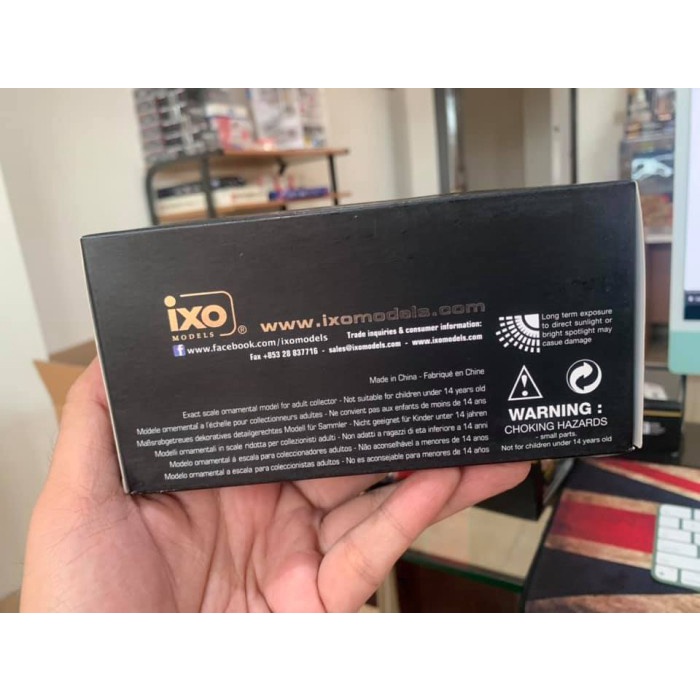 ixo
MODELS ®
www.ixomodels.com
www.facebook.com/ixomodels
Trade inquiries & consumer information:
Fax +853 28 837716 - sales@ixomodels.com - www.ixomodels.com
Long term exposure
to direct sunlight or
bright spotlight may
casue damage
Made in China - Fabriqué en Chine
Exact scale ornamental model for adult collector - Not suitable for children under 14 years old
Modèle ornamental a l'échelle pour collectionneurs adultes - Ne convient pas aux enfants de moins de 14 ans
Maßsrabgetreues dekoratives detailgerechtes Modell für Sammler - Nicht geeignet für Kinder unter 14 jahren
Modelli ornamentali in scale ridotta per collezionisti adulti - Non adatti a ragazzi di eta inferiore a 14 anni
Modelo ornamental á escala para coleccionadores adultos - Não aconselhável a menores de 14 anos
Modelo ornamental a escala para coleccionistas adultos - No es aconsejable para menores de 14 años
WARNING :
CHOKING HAZARDS
- small parts.
Not for children under 14 years old